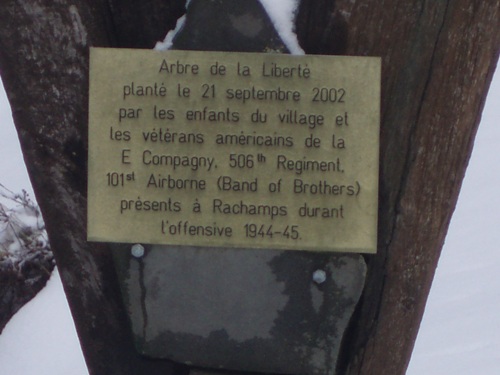 Arbre de la Liberté
planté le 21 septembre 2002
par les enfants du village et
les vétérans américains de la
E Compagny, 506th Regiment,
101st Airborne (Band of Brothers)
présents à Rachamps durant
l'offensive 1944-45.